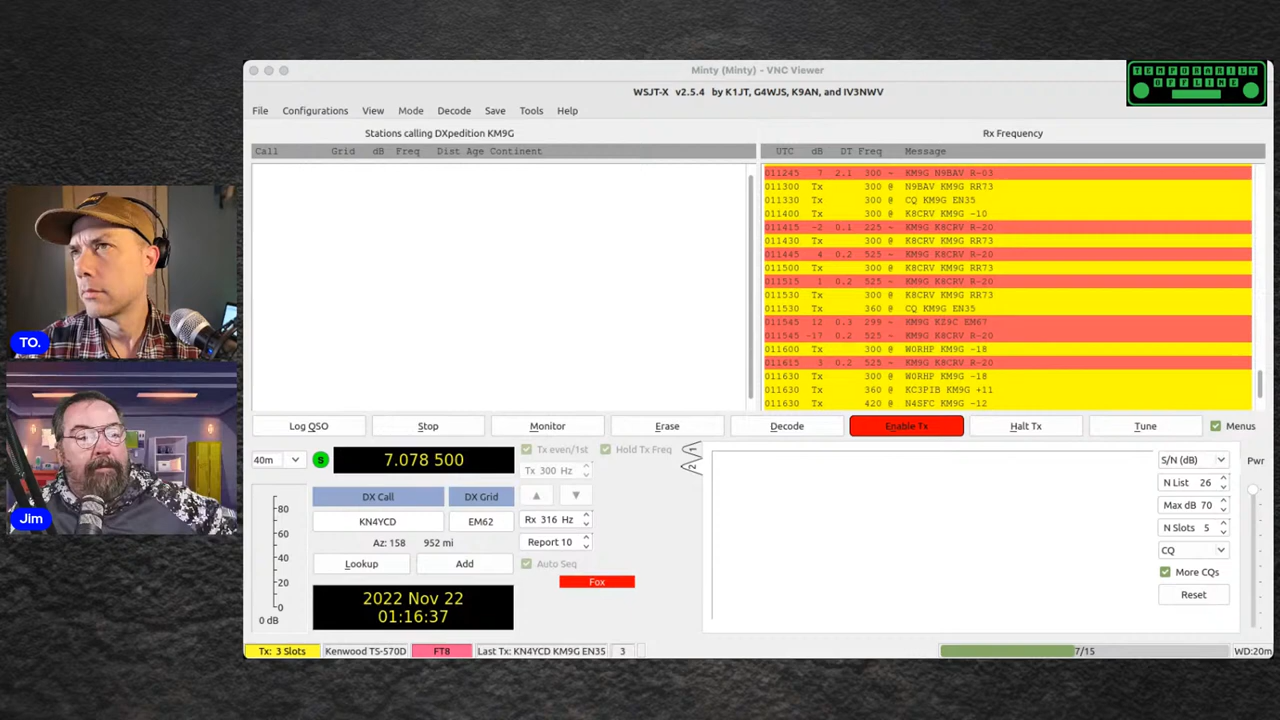 Minty (Minty) - VNC Viewer
TEMPORARILY
OFFLINE
WSJT-X v2.5.4 by K1JT, G4WJS, K9AN, and IV3NWV
File Configurations View Mode Decode Save Tools Help
Stations calling DXpedition KM9G
Rx Frequency
Call Grid dB Freq Dist Age Continent
UTC dB DT Freq Message
011245 7 2.1 300 ~ KM9G N9BAV R-03
011300 Tx 300 @ N9BAV KM9G RR73
011330 Tx 300 @ CQ KM9G EN35
011400 Tx 300 @ K8CRV KM9G -10
011415 -2 0.1 225 ~ KM9G K8CRV R-20
011430 Tx 300 @ K8CRV KM9G RR73
011445 4 0.2 525 ~ KM9G K8CRV R-20
011500 Tx 300 @ K8CRV KM9G RR73
011515 1 0.2 525 ~ KM9G K8CRV R-20
011530 Tx 300 @ K8CRV KM9G RR73
011530 Tx 360 @ CQ KM9G EN35
011545 12 0.3 299 ~ KM9G KZ9C EM67
011545 -17 0.2 525 ~ KM9G K8CRV R-20
011600 Tx 300 @ W0RHP KM9G -18
011615 3 0.2 525 ~ KM9G K8CRV R-20
011630 Tx 300 @ W0RHP KM9G -18
011630 Tx 360 @ KC3PIB KM9G +11
011630 Tx 420 @ N4SFC KM9G -12
TO.
Jim
Log QSO Stop Monitor Erase Decode Enable Tx Halt Tx Tune Menus
40m S 7.078 500
Tx even/1st Hold Tx Freq
Tx 300 Hz
DX Call DX Grid
KN4YCD EM62
Rx 316 Hz
Az: 158 952 mi
Report 10
Lookup Add
Auto Seq
Fox
2022 Nov 22
01:16:37
80
60
40
20
0
0 dB
1
2
S/N (dB)
Pwr
N List 26
Max dB 70
N Slots 5
CQ
More CQs
Reset
Tx: 3 Slots Kenwood TS-570D FT8 Last Tx: KN4YCD KM9G EN35 3 7/15 WD:20m